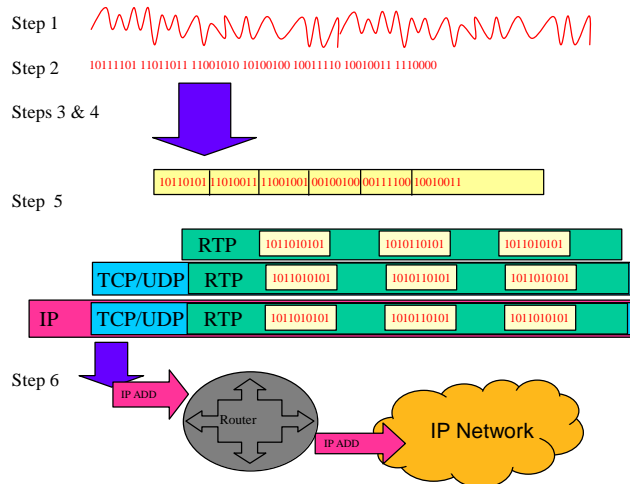 Step 1
Step 2
10111101 11011011 11001010 10100100 10011110 10010011 1110000
Steps 3 & 4
10110101 11010011 11001001 00100100 00111100 10010011
Step 5
RTP 1011010101 1010110101 1011010101
TCP/UDP RTP 1011010101 1010110101 1011010101
IP TCP/UDP RTP 1011010101 1010110101 1011010101
Step 6
IP ADD
Router
IP ADD
IP Network